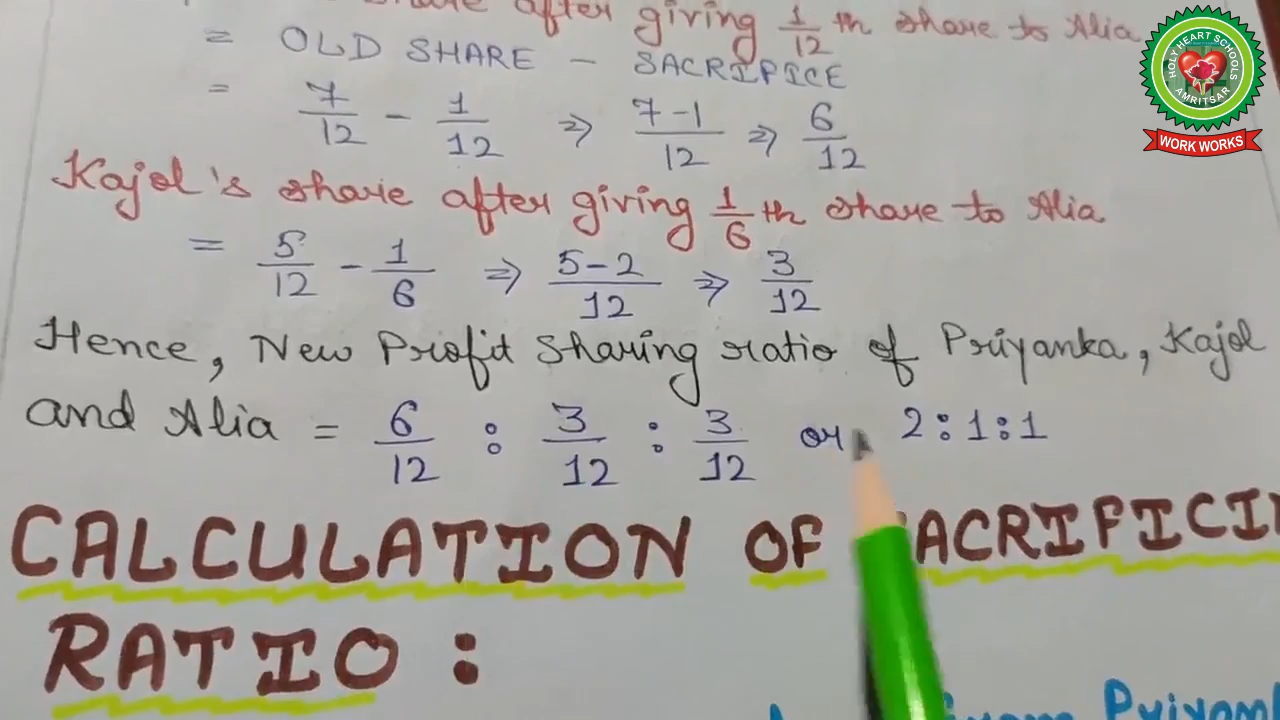 share after giving 1/12 th share to Alia
= OLD SHARE - SACRIFICE
= 7/12 - 1/12 ⇒ 7-1/12 ⇒ 6/12
Kajol's share after giving 1/6 th share to Alia
= 5/12 - 1/6 ⇒ 5-2/12 ⇒ 3/12
Hence, New Profit Sharing ratio of Priyanka, Kajol
and Alia = 6/12 : 3/12 : 3/12 or 2:1:1
CALCULATION OF SACRIFICI
RATIO :
Priyank
HOLY HEART SCHOOLS
AMRITSAR
WORK WORKS